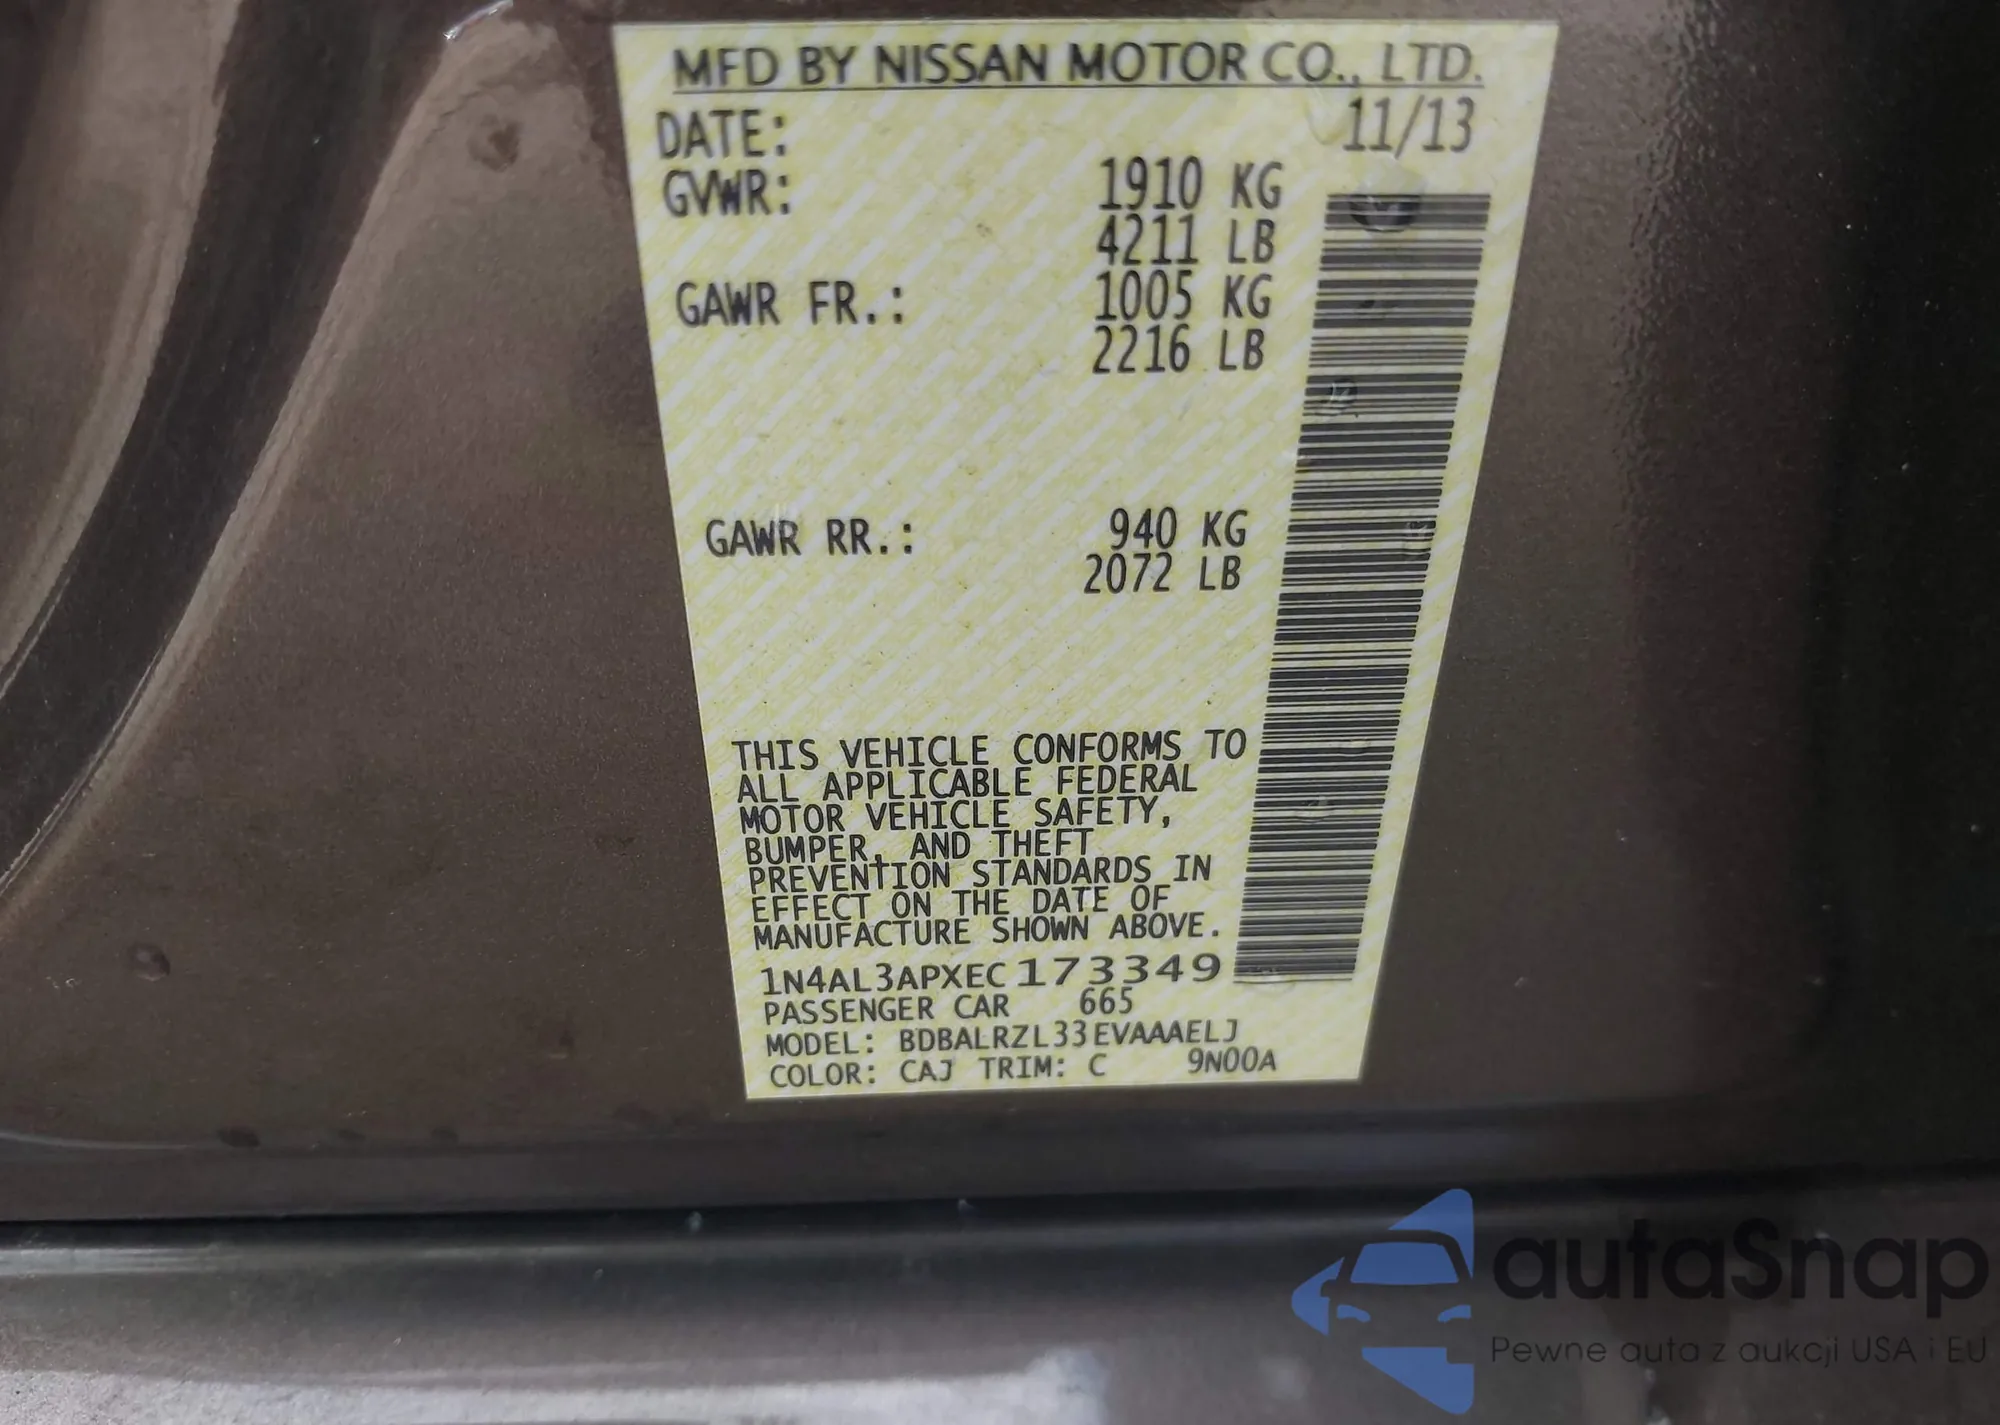 MFD BY NISSAN MOTOR CO., LTD.
DATE: 11/13
GVWR: 1910 KG
4211 LB
GAWR FR.: 1005 KG
2216 LB
GAWR RR.: 940 KG
2072 LB
THIS VEHICLE CONFORMS TO
ALL APPLICABLE FEDERAL
MOTOR VEHICLE SAFETY,
BUMPER, AND THEFT
PREVENTION STANDARDS IN
EFFECT ON THE DATE OF
MANUFACTURE SHOWN ABOVE.
1N4AL3APXEC173349
PASSENGER CAR 665
MODEL: BDBALRZL33EVAAAELJ
COLOR: CAJ TRIM: C 9N00A
autaSnap
Pewne auta z aukcji USA i EU